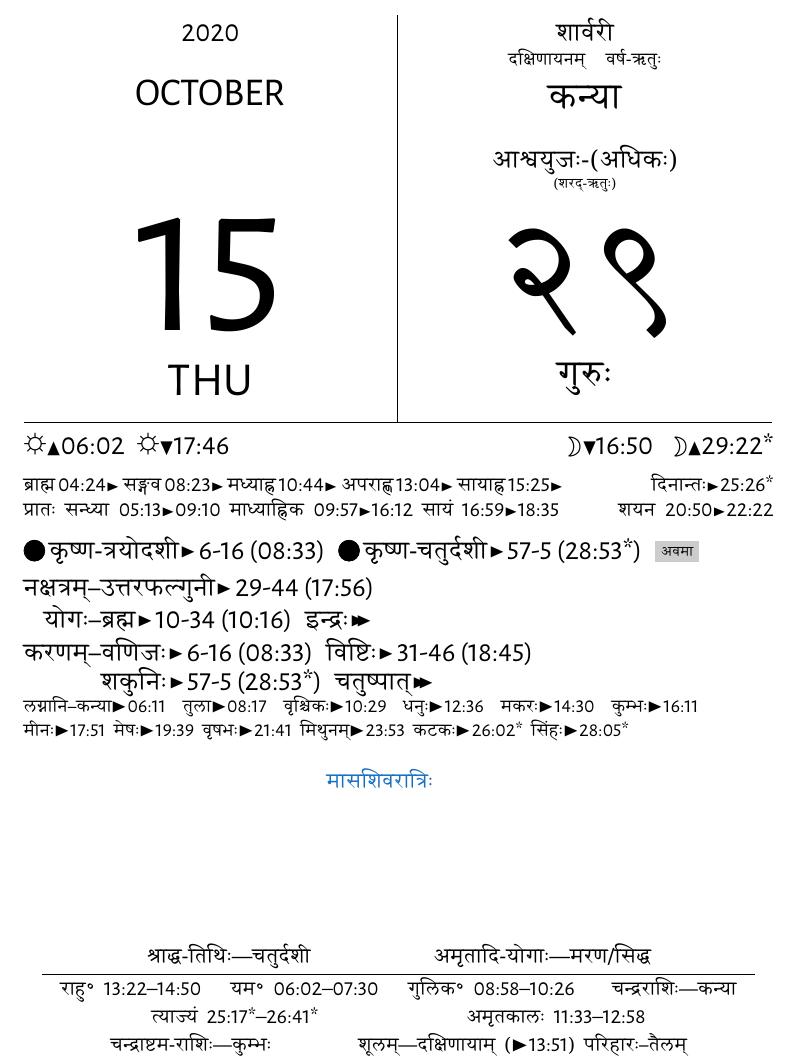 2020
OCTOBER
15
THU
शार्वरी
दक्षिणायनम् वर्ष-ऋतुः
कन्या
आश्वयुजः-(अधिकः)
(शरद्-ऋतुः)
२९
गुरुः
☼▲06:02 ☼▼17:46 ☽▼16:50 ☽▲29:22*
ब्राह्म 04:24► सङ्गव 08:23► मध्याह्न 10:44► अपराह्ण 13:04► सायाह्न 15:25► दिनान्तः►25:26*
प्रातः सन्ध्या 05:13►09:10 माध्याह्निक 09:57►16:12 सायं 16:59►18:35 शयन 20:50►22:22
●कृष्ण-त्रयोदशी►6-16 (08:33) ●कृष्ण-चतुर्दशी►57-5 (28:53*) अवमा
नक्षत्रम्–उत्तरफल्गुनी►29-44 (17:56)
योगः–ब्रह्म►10-34 (10:16) इन्द्रः►►
करणम्–वणिजः►6-16 (08:33) विष्टिः►31-46 (18:45)
शकुनिः►57-5 (28:53*) चतुष्पात्►►
लग्नानि–कन्या►06:11 तुला►08:17 वृश्चिकः►10:29 धनुः►12:36 मकरः►14:30 कुम्भः►16:11
मीनः►17:51 मेषः►19:39 वृषभः►21:41 मिथुनम्►23:53 कटकः►26:02* सिंहः►28:05*
मासशिवरात्रिः
श्राद्ध-तिथिः—चतुर्दशी अमृतादि-योगाः—मरण/सिद्ध
राहु° 13:22–14:50 यम° 06:02–07:30 गुलिक° 08:58–10:26 चन्द्रराशिः—कन्या
त्याज्यं 25:17*–26:41* अमृतकालः 11:33–12:58
चन्द्राष्टम-राशिः—कुम्भः शूलम्—दक्षिणायाम् (►13:51) परिहारः–तैलम्